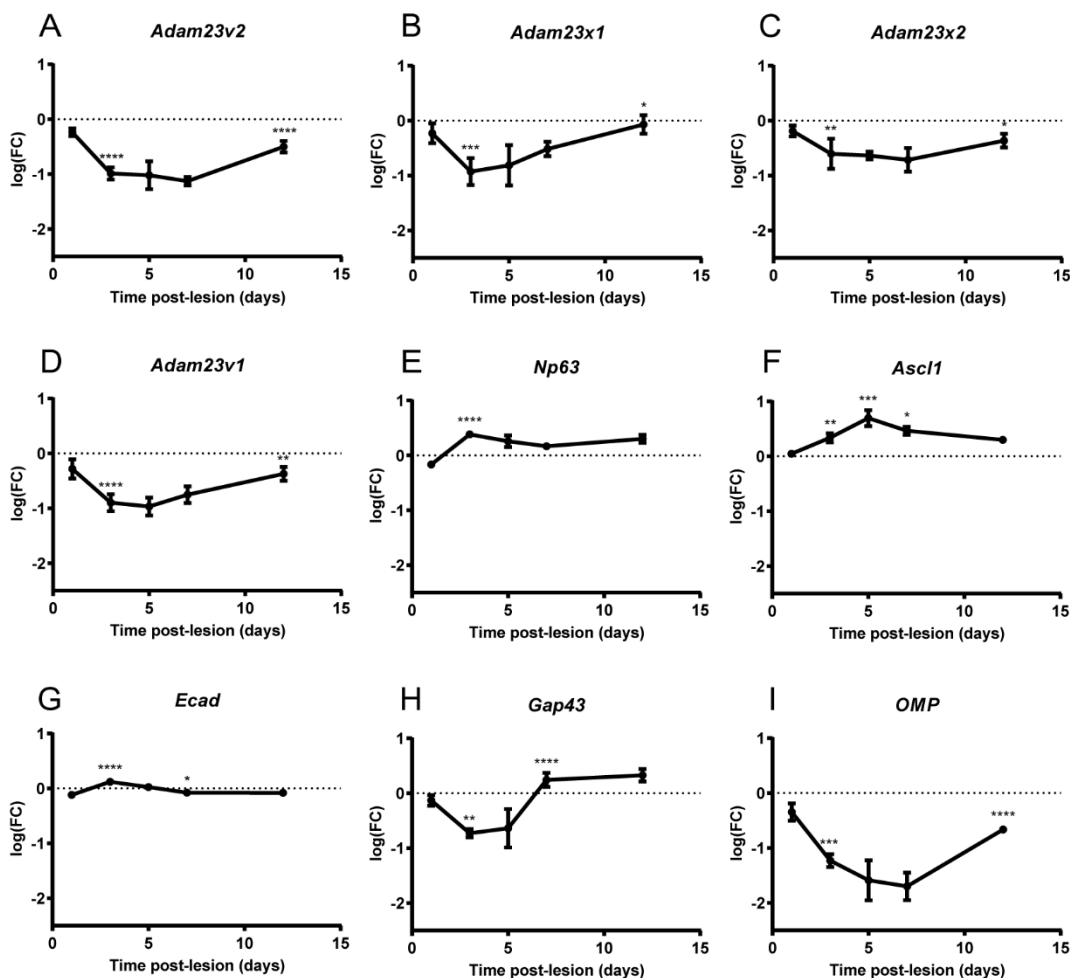 A
Adam23v2
1
0
-1
-2
log(FC)
****
****
0 5 10 15
Time post-lesion (days)
B
Adam23x1
1
0
-1
-2
log(FC)
***
*
0 5 10 15
Time post-lesion (days)
C
Adam23x2
1
0
-1
-2
log(FC)
**
*
0 5 10 15
Time post-lesion (days)
D
Adam23v1
1
0
-1
-2
log(FC)
****
**
0 5 10 15
Time post-lesion (days)
E
Np63
1
0
-1
-2
log(FC)
****
0 5 10 15
Time post-lesion (days)
F
Ascl1
1
0
-1
-2
log(FC)
**
***
*
0 5 10 15
Time post-lesion (days)
G
Ecad
1
0
-1
-2
log(FC)
****
*
0 5 10 15
Time post-lesion (days)
H
Gap43
1
0
-1
-2
log(FC)
**
****
0 5 10 15
Time post-lesion (days)
I
OMP
1
0
-1
-2
log(FC)
***
****
0 5 10 15
Time post-lesion (days)